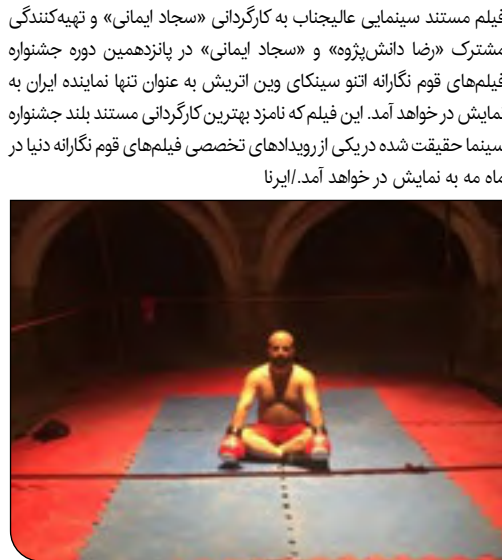 فیلم مستند سینمایی عالیجناب به کارگردانی «سجاد ایمانی» و تهیه‌کنندگی
مشترک «رضا دانش‌پژوه» و «سجاد ایمانی» در پانزدهمین دوره جشنواره
فیلم‌های قوم نگارانه اتنو سینکای وین اتریش به عنوان تنها نماینده ایران به
نمایش در خواهد آمد. این فیلم که نامزد بهترین کارگردانی مستند بلند جشنواره
سینما حقیقت شده در یکی از رویدادهای تخصصی فیلم‌های قوم نگارانه دنیا در
ماه مه به نمایش در خواهد آمد./ایرنا